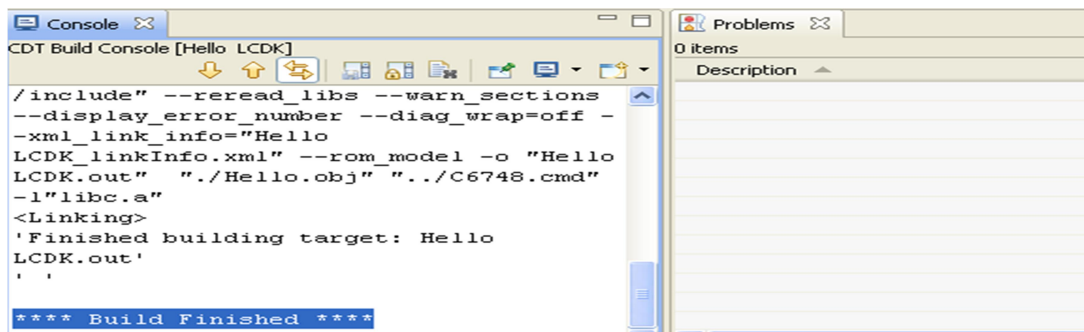 Console
CDT Build Console [Hello LCDK]
/include" --reread_libs --warn_sections
--display_error_number --diag_wrap=off -
-xml_link_info="Hello
LCDK_linkInfo.xml" --rom_model -o "Hello
LCDK.out" "./Hello.obj" "../C6748.cmd"
-l"libc.a"
<Linking>
'Finished building target: Hello
LCDK.out'
' '
**** Build Finished ****
Problems
0 items
Description